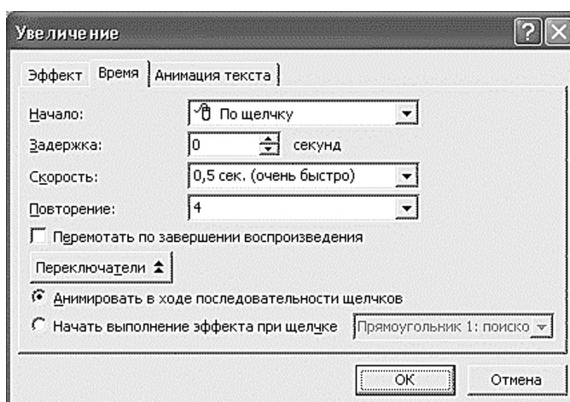 Увеличение
Эффект Время Анимация текста
Начало: По щелчку
Задержка: 0 секунд
Скорость: 0,5 сек. (очень быстро)
Повторение: 4
Перемотать по завершении воспроизведения
Переключатели
Анимировать в ходе последовательности щелчков
Начать выполнение эффекта при щелчке Прямоугольник 1: поиско
ОК Отмена